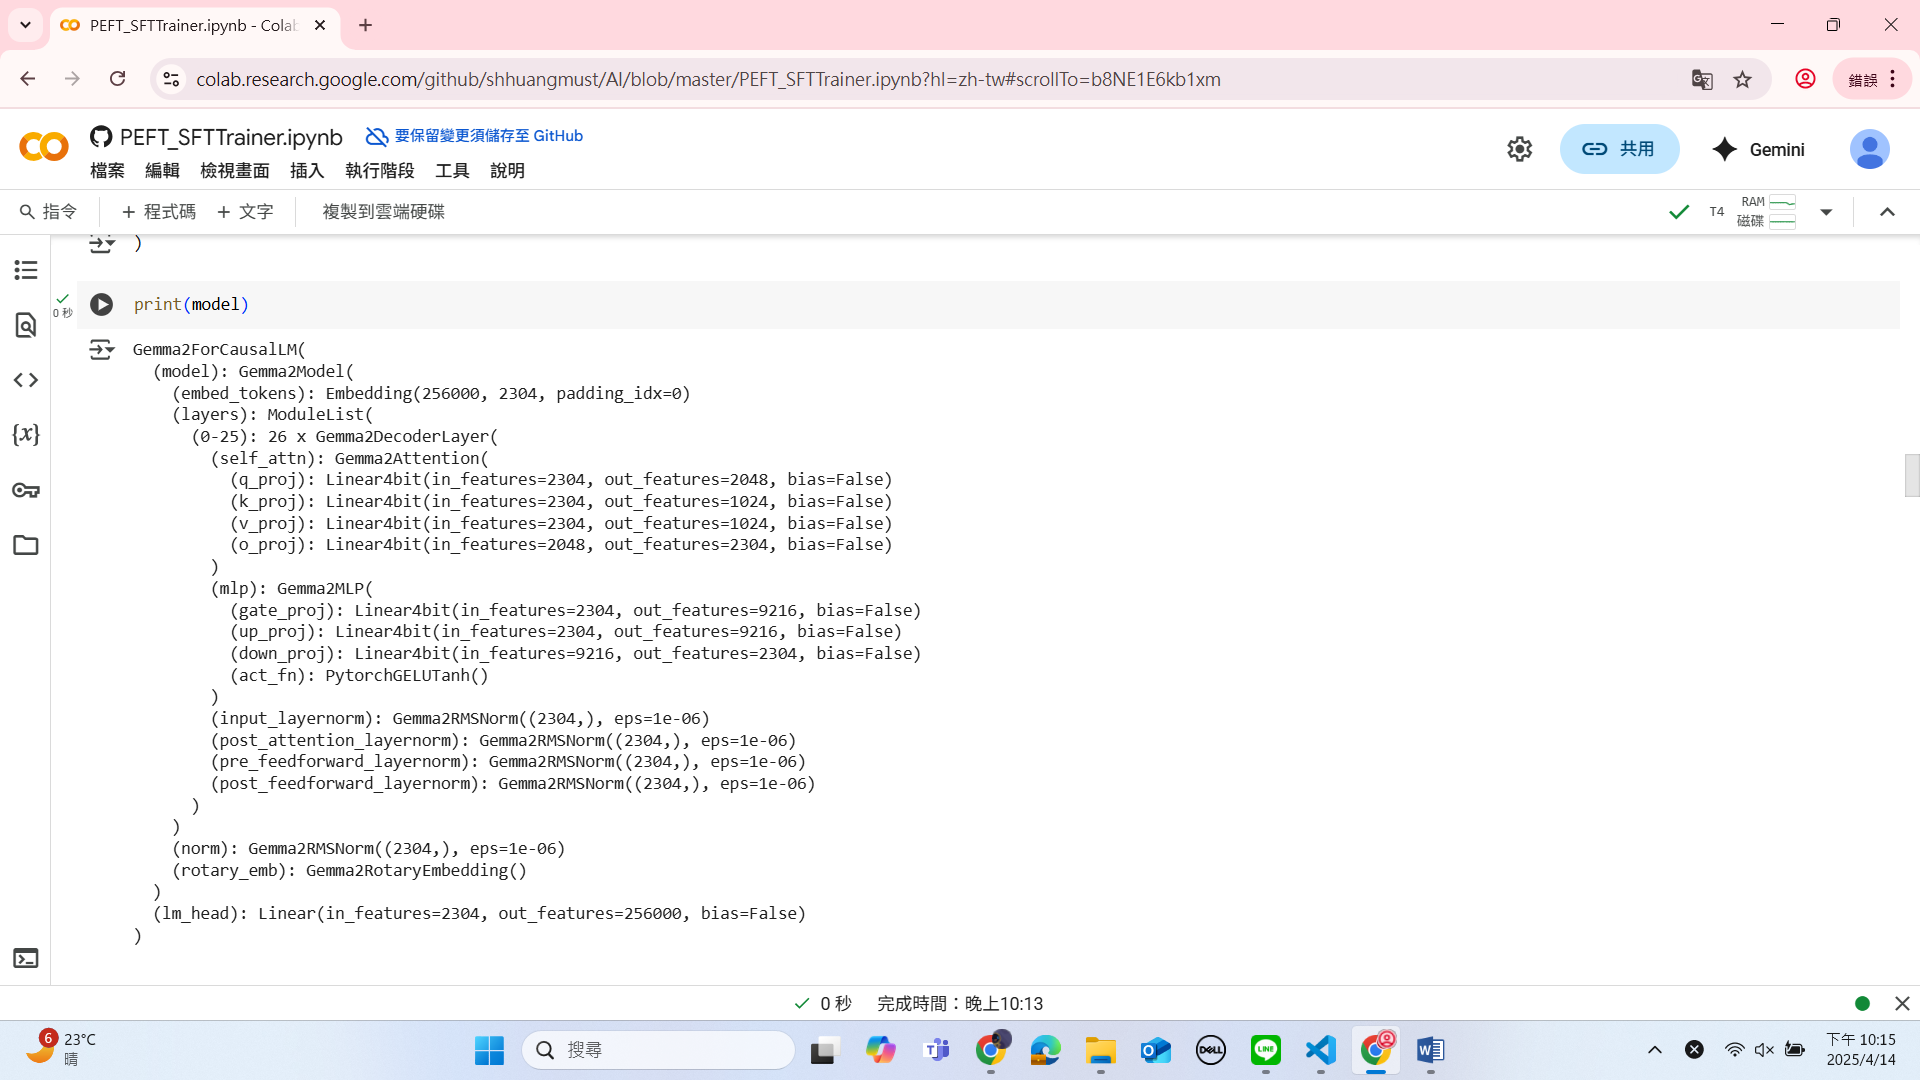 PEFT_SFTTrainer.ipynb - Colab
colab.research.google.com/github/shhuangmust/AI/blob/master/PEFT_SFTTrainer.ipynb?hl=zh-tw#scrollTo=b8NE1E6kb1xm
錯誤
PEFT_SFTTrainer.ipynb
要保留變更須儲存至 GitHub
檔案 編輯 檢視畫面 插入 執行階段 工具 說明
共用
Gemini
指令
+ 程式碼 + 文字
複製到雲端硬碟
T4
RAM
磁碟
)
0 秒
print(model)
Gemma2ForCausalLM(
  (model): Gemma2Model(
    (embed_tokens): Embedding(256000, 2304, padding_idx=0)
    (layers): ModuleList(
      (0-25): 26 x Gemma2DecoderLayer(
        (self_attn): Gemma2Attention(
          (q_proj): Linear4bit(in_features=2304, out_features=2048, bias=False)
          (k_proj): Linear4bit(in_features=2304, out_features=1024, bias=False)
          (v_proj): Linear4bit(in_features=2304, out_features=1024, bias=False)
          (o_proj): Linear4bit(in_features=2048, out_features=2304, bias=False)
        )
        (mlp): Gemma2MLP(
          (gate_proj): Linear4bit(in_features=2304, out_features=9216, bias=False)
          (up_proj): Linear4bit(in_features=2304, out_features=9216, bias=False)
          (down_proj): Linear4bit(in_features=9216, out_features=2304, bias=False)
          (act_fn): PytorchGELUTanh()
        )
        (input_layernorm): Gemma2RMSNorm((2304,), eps=1e-06)
        (post_attention_layernorm): Gemma2RMSNorm((2304,), eps=1e-06)
        (pre_feedforward_layernorm): Gemma2RMSNorm((2304,), eps=1e-06)
        (post_feedforward_layernorm): Gemma2RMSNorm((2304,), eps=1e-06)
      )
    )
    (norm): Gemma2RMSNorm((2304,), eps=1e-06)
    (rotary_emb): Gemma2RotaryEmbedding()
  )
  (lm_head): Linear(in_features=2304, out_features=256000, bias=False)
)
0 秒 完成時間：晚上10:13
6
23°C
晴
搜尋
DELL
LINE
下午 10:15
2025/4/14